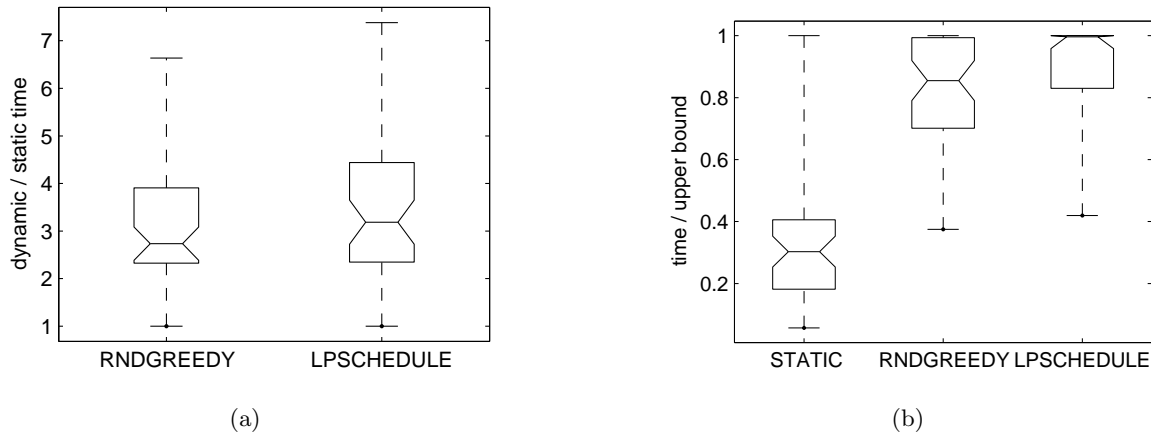 7
6
5
4
3
2
1
dynamic / static time
RNDGREEDY LPSCHEDULE
(a)
1
0.8
0.6
0.4
0.2
time / upper bound
STATIC RNDGREEDY LPSCHEDULE
(b)